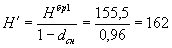 H' = H^{бр1} / (1 − d_{сн}) = 155,5 / 0,96 = 162